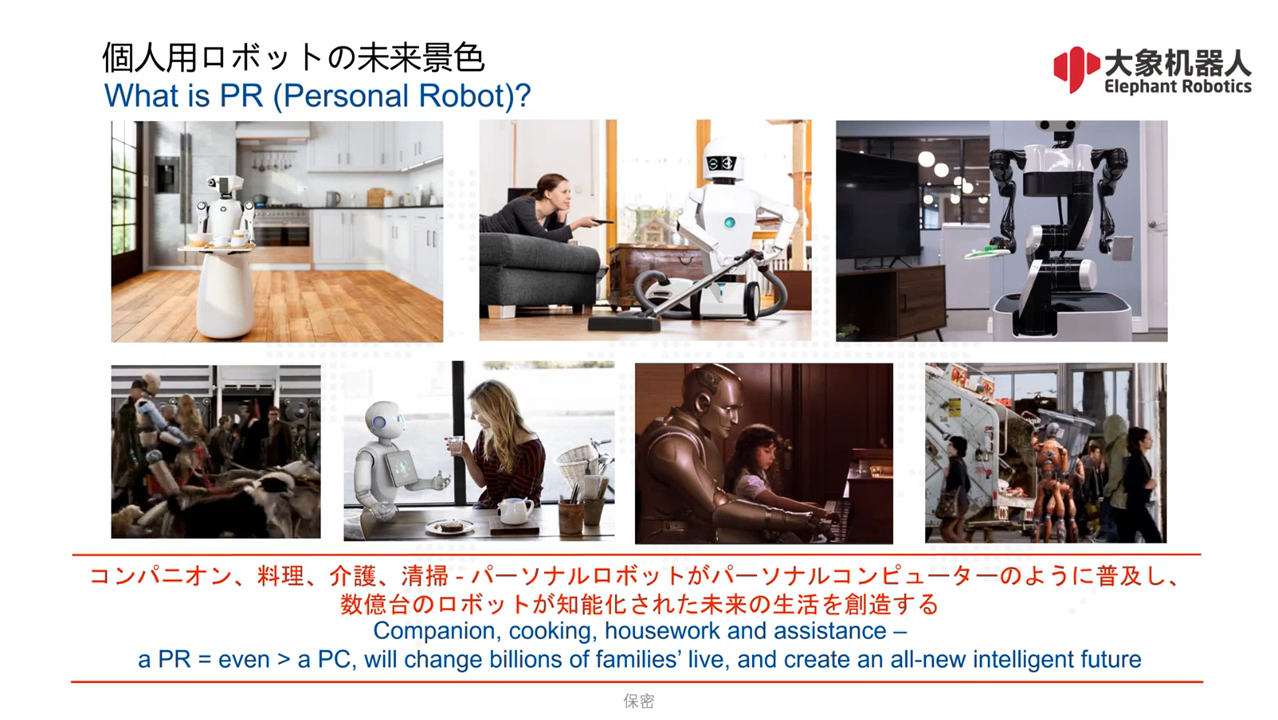 個人用ロボットの未来景色
What is PR (Personal Robot)?
大象机器人
Elephant Robotics
コンパニオン、料理、介護、清掃 - パーソナルロボットがパーソナルコンピューターのように普及し、
数億台のロボットが知能化された未来の生活を創造する
Companion, cooking, housework and assistance –
a PR = even > a PC, will change billions of families’ live, and create an all-new intelligent future
保密